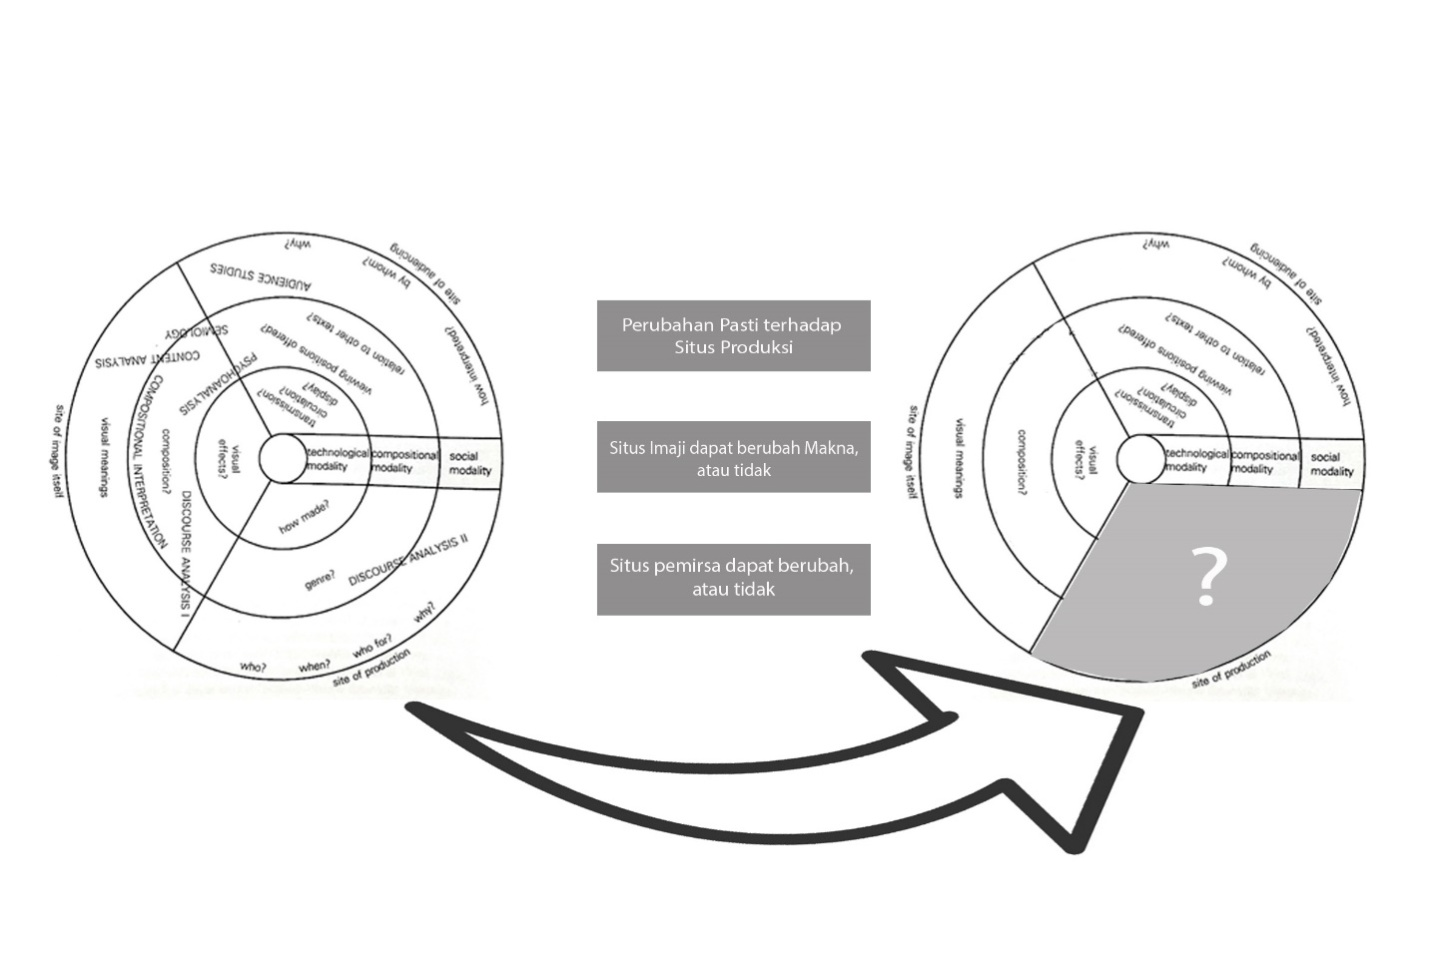 why?
by whom?
site of audiencing
AUDIENCE STUDIES
how interpreted?
SEMIOLOGY
CONTENT ANALYSIS
PSYCHOANALYSIS
relation to other texts?
viewing positions offered?
display?
circulation?
transmission?
site of image itself
visual meanings
COMPOSITIONAL INTERPRETATION
composition?
visual
effects?
DISCOURSE ANALYSIS I
technological
modality
compositional
modality
social
modality
how made?
genre?
DISCOURSE ANALYSIS II
who?
when?
who for?
why?
site of production
Perubahan Pasti terhadap
Situs Produksi
Situs Imaji dapat berubah Makna,
atau tidak
Situs pemirsa dapat berubah,
atau tidak
why?
by whom?
site of audiencing
how interpreted?
relation to other texts?
viewing positions offered?
display?
circulation?
transmission?
site of image itself
visual meanings
composition?
visual
effects?
technological
modality
compositional
modality
social
modality
?
site of production